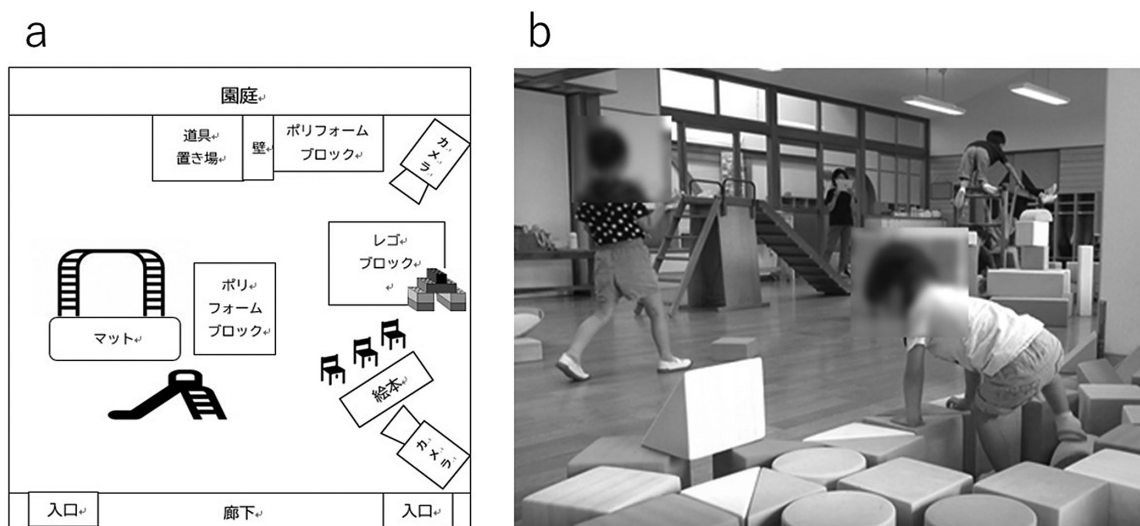 a
b
園庭
道具
置き場
壁
ポリフォーム
ブロック
カメラ
レゴ
ブロック
ポリ
フォーム
ブロック
マット
絵本
カメラ
入口
廊下
入口